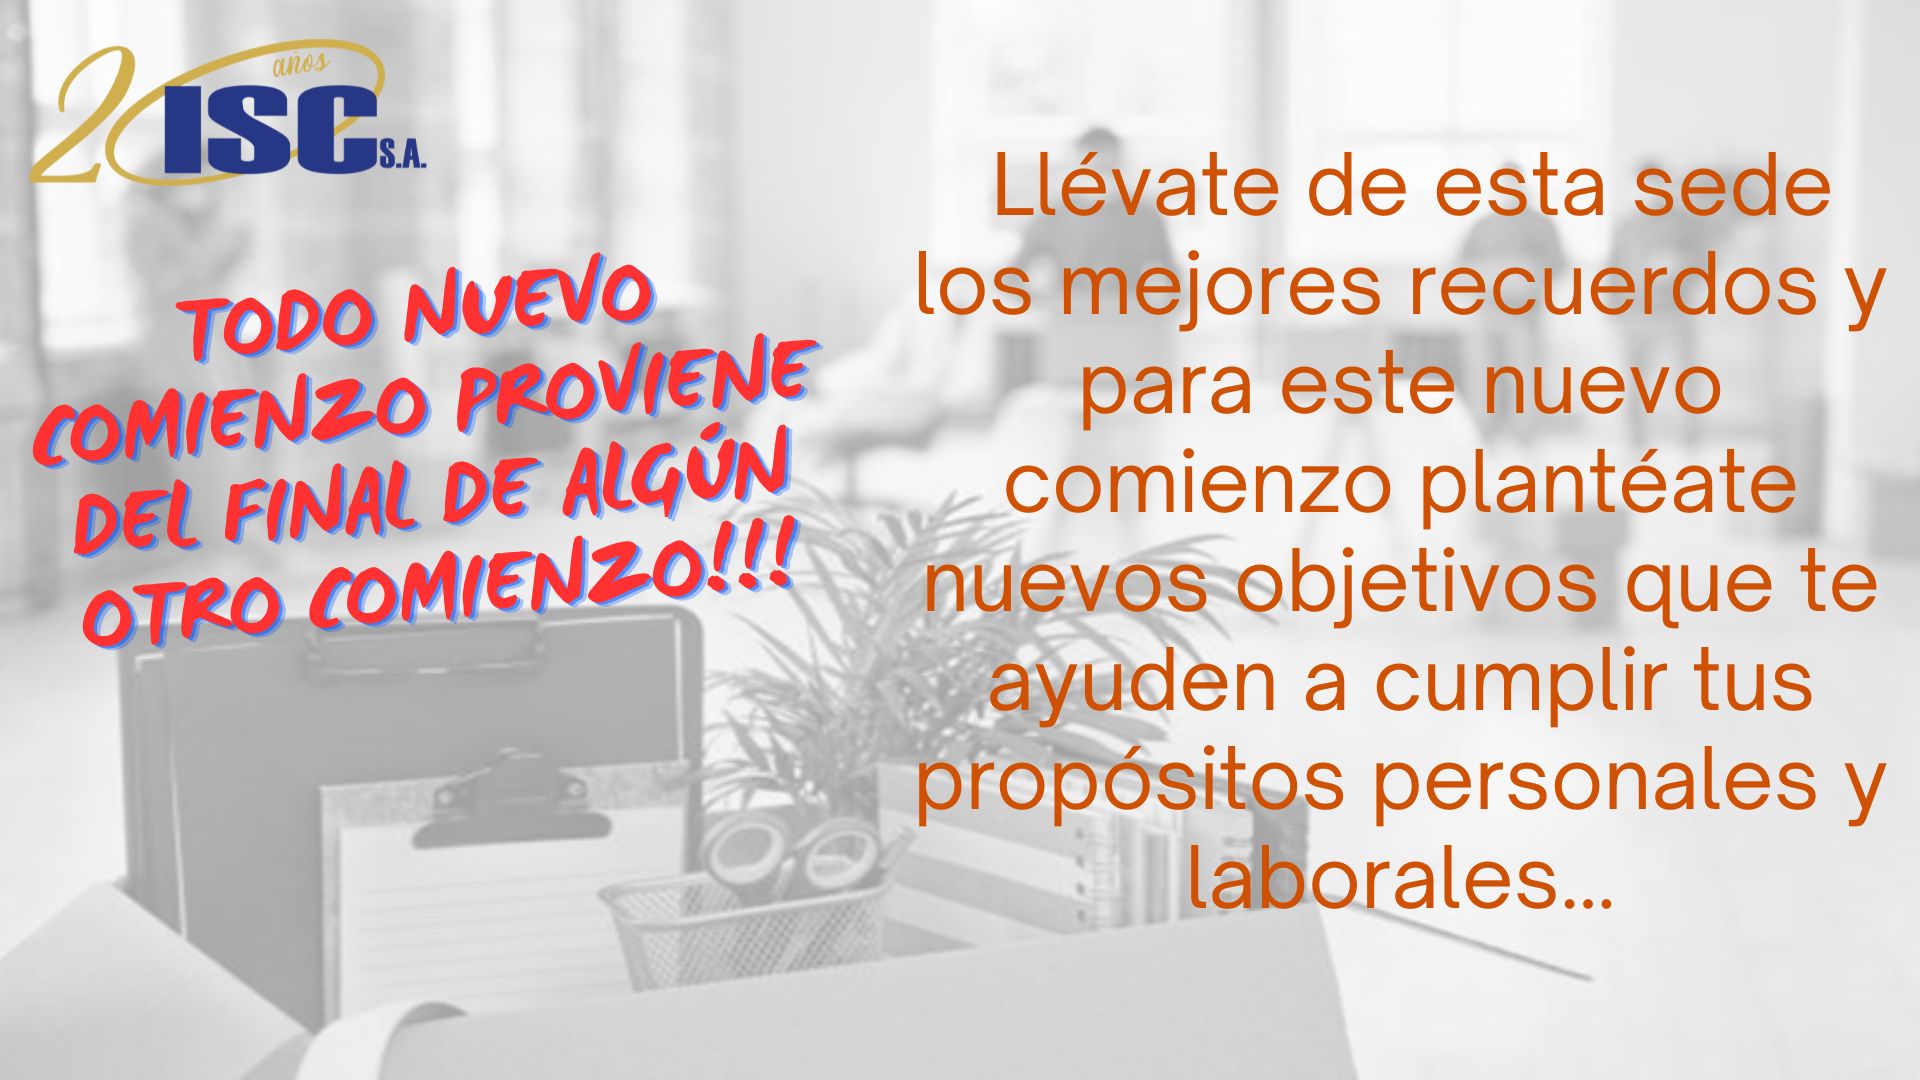 20 años
ISC S.A.
TODO NUEVO
COMIENZO PROVIENE
DEL FINAL DE ALGÚN
OTRO COMIENZO!!!
Llévate de esta sede
los mejores recuerdos y
para este nuevo
comienzo plantéate
nuevos objetivos que te
ayuden a cumplir tus
propósitos personales y
laborales...